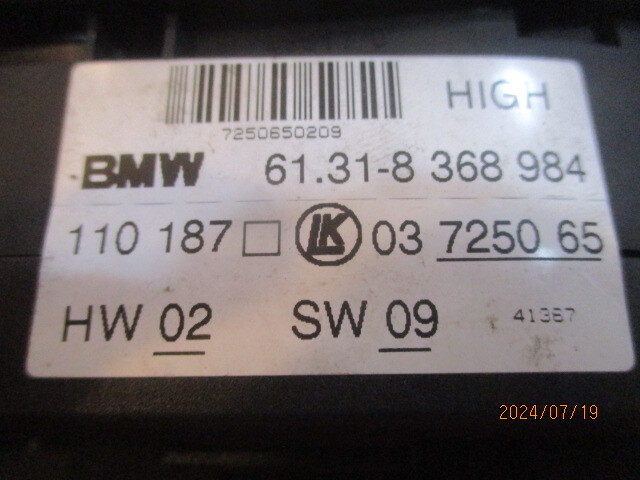 HIGH
7250650209
BMW 61.31-8 368 984
110 187 □ LK 03 7250 65
HW 02 SW 09 41367
2024/07/19